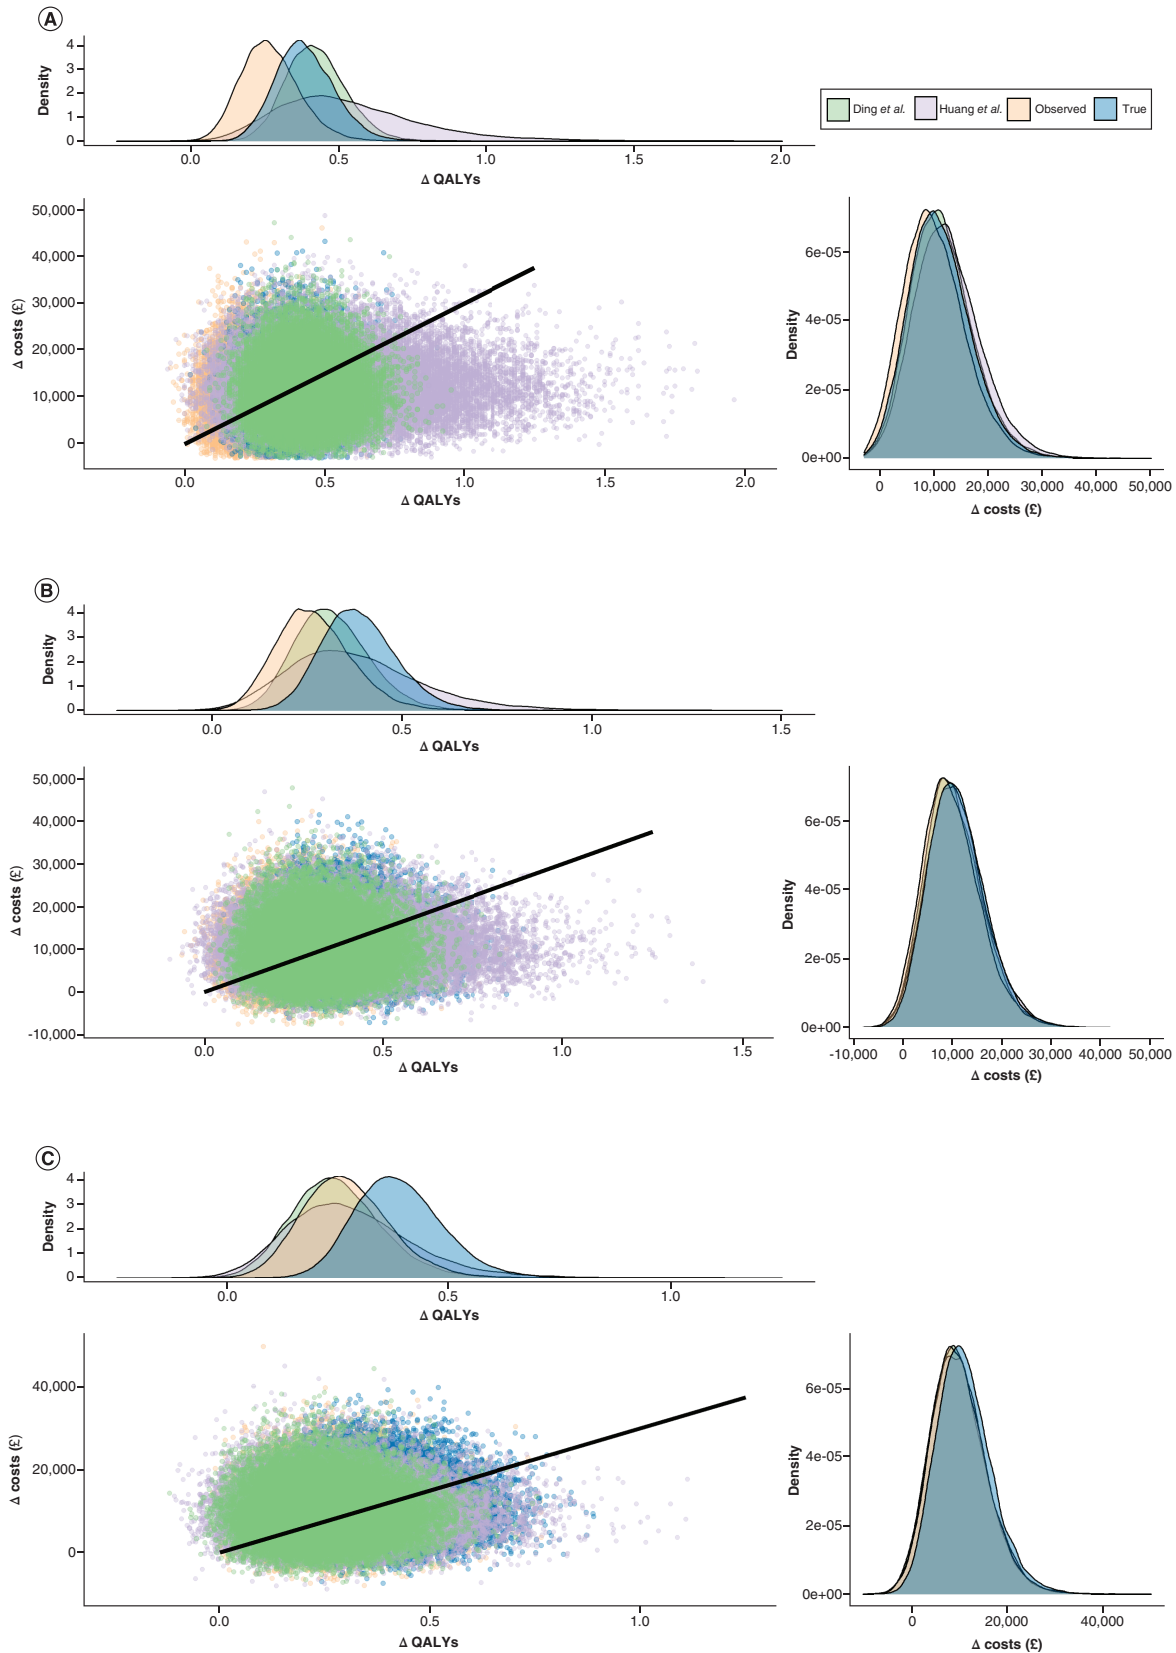 A
4
3
2
1
0
Density
0.0 0.5 1.0 1.5 2.0
Δ QALYs
Ding et al. Huang et al. Observed True
50,000
40,000
30,000
20,000
10,000
0
Δ costs (£)
0.0 0.5 1.0 1.5 2.0
Δ QALYs
6e-05
4e-05
2e-05
0e+00
Density
0 10,000 20,000 30,000 40,000 50,000
Δ costs (£)
B
4
3
2
1
0
Density
0.0 0.5 1.0 1.5
Δ QALYs
50,000
40,000
30,000
20,000
10,000
0
-10,000
Δ costs (£)
0.0 0.5 1.0 1.5
Δ QALYs
6e-05
4e-05
2e-05
0e+00
Density
-10,000 0 10,000 20,000 30,000 40,000 50,000
Δ costs (£)
C
4
3
2
1
0
Density
0.0 0.5 1.0
Δ QALYs
40,000
20,000
0
Δ costs (£)
0.0 0.5 1.0
Δ QALYs
6e-05
4e-05
2e-05
0e+00
Density
0 20,000 40,000
Δ costs (£)